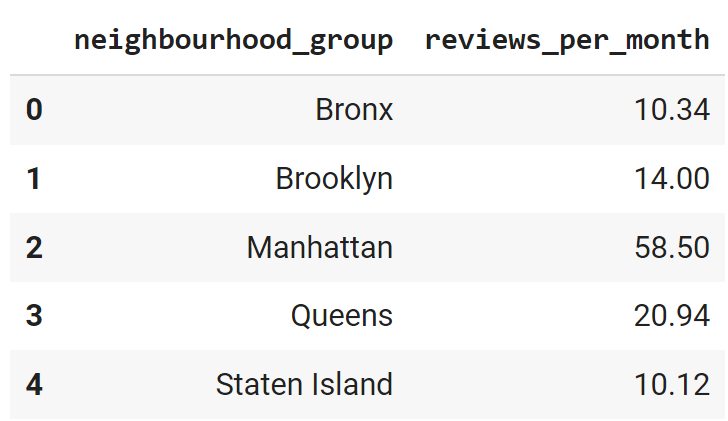 neighbourhood_group reviews_per_month
0 Bronx 10.34
1 Brooklyn 14.00
2 Manhattan 58.50
3 Queens 20.94
4 Staten Island 10.12